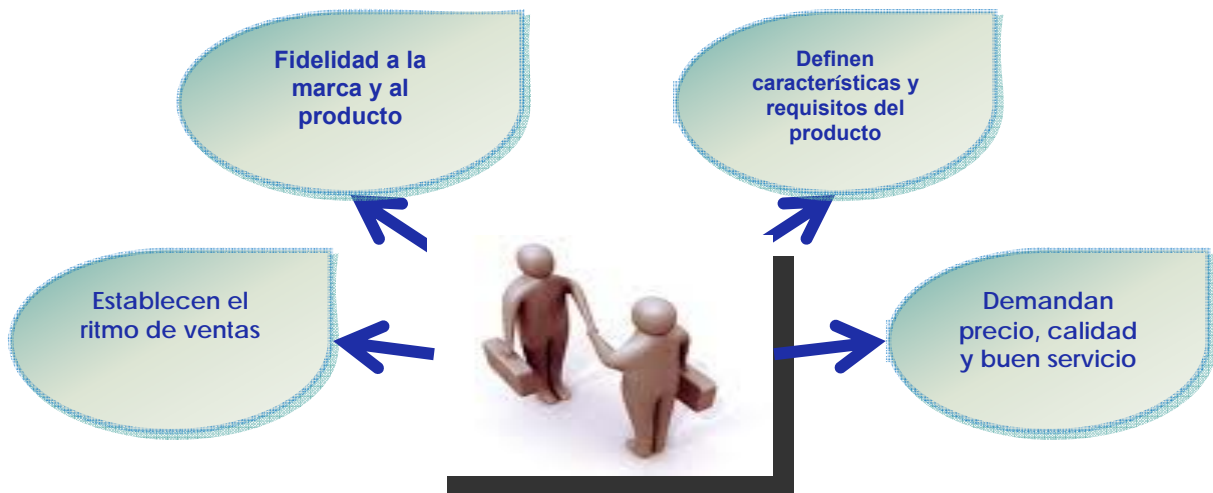 Fidelidad a la
marca y al
producto
Definen
características y
requisitos del
producto
Establecen el
ritmo de ventas
Demandan
precio, calidad
y buen servicio